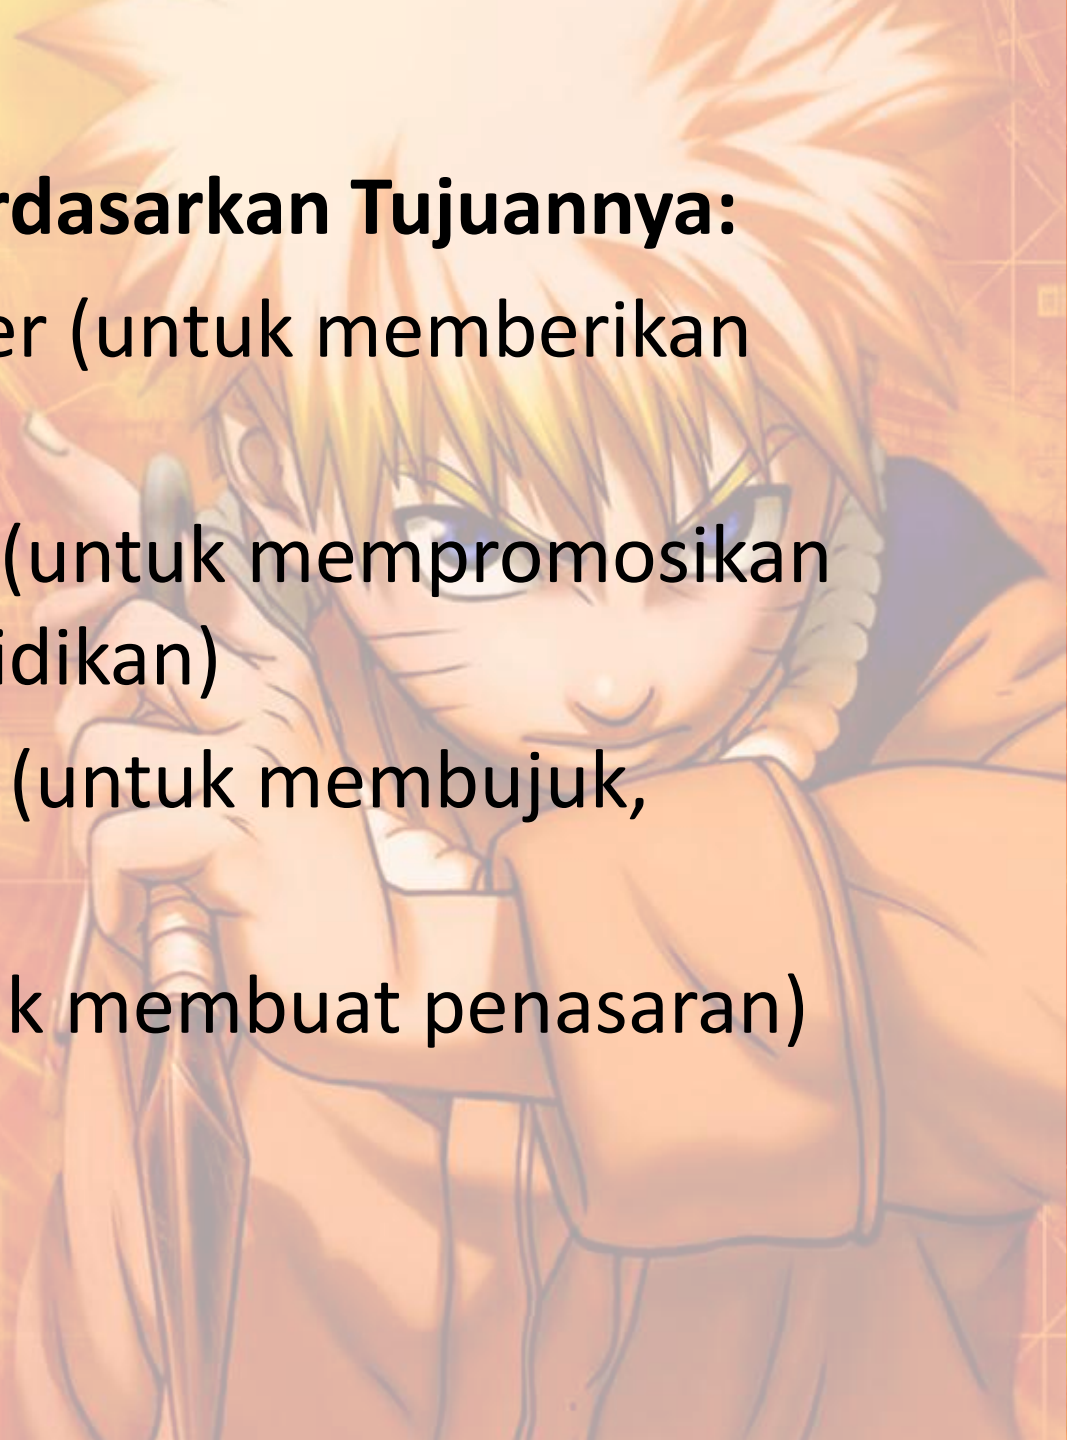 rdasarkan Tujuannya:
er (untuk memberikan
(untuk mempromosikan
idikan)
(untuk membujuk,
k membuat penasaran)